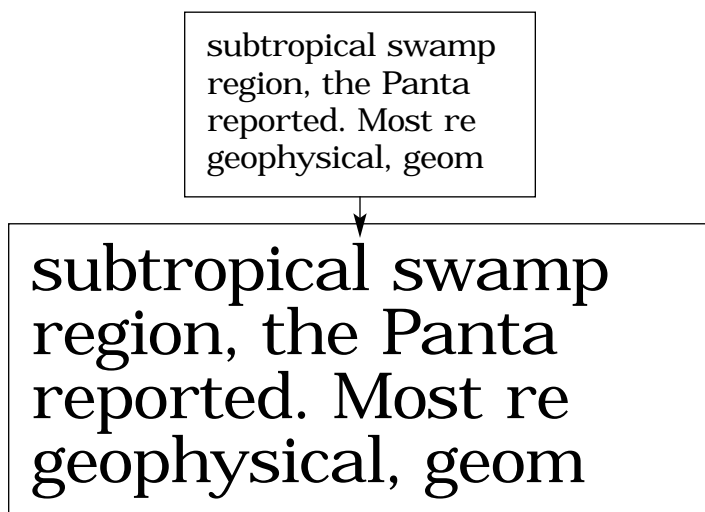 subtropical swamp
region, the Panta
reported. Most re
geophysical, geom
subtropical swamp
region, the Panta
reported. Most re
geophysical, geom